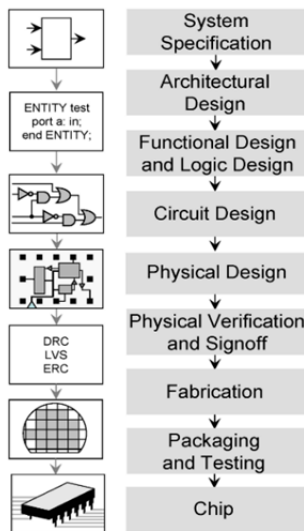 ENTITY test
port a: in;
end ENTITY;
DRC
LVS
ERC
System
Specification
Architectural
Design
Functional Design
and Logic Design
Circuit Design
Physical Design
Physical Verification
and Signoff
Fabrication
Packaging
and Testing
Chip